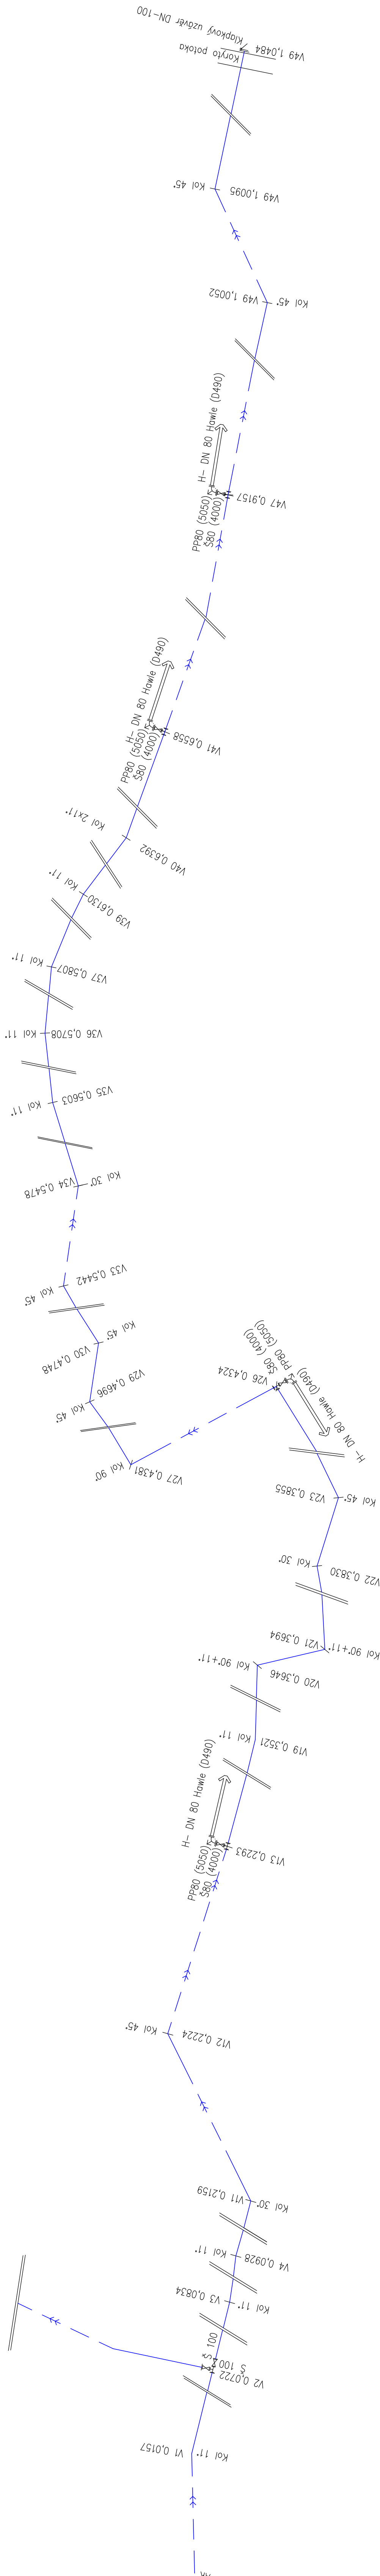 Klapkový uzávěr DN-100
V49 1,0484
Koryto potoka
Kol 45°
V49 1,0095
V49 1,0052
Kol 45°
H- DN 80 Hawle (D490)
PP80 (5050)
Š80 (4000)
V47 0,9157
H- DN 80 Hawle (D490)
PP80 (5050)
Š80 (4000)
V41 0,6558
Kol 2x11°
V40 0,6392
Kol 11°
V39 0,6130
Kol 11°
V37 0,5807
Kol 11°
V36 0,5708
Kol 11°
V35 0,5603
V34 0,5478
Kol 30°
Kol 45°
V33 0,5442
V30 0,4748
Kol 45°
Kol 45°
V29 0,4696
Kol 90°
V27 0,4381
V26 0,4324
Š80 (4000)
PP80 (5050)
H- DN 80 Hawle (D490)
V23 0,3855
Kol 45°
Kol 30°
V22 0,3830
V21 0,3694
Kol 90°+11°
Kol 90°+11°
V20 0,3646
Kol 11°
V19 0,3521
H- DN 80 Hawle (D490)
PP80 (5050)
Š80 (4000)
V13 0,2293
Kol 45°
V12 0,2224
V11 0,2159
Kol 30°
Kol 11°
V4 0,0928
V3 0,0834
Kol 11°
Š 100
Š 100
V2 0,0722
V1 0,0157
Kol 11°